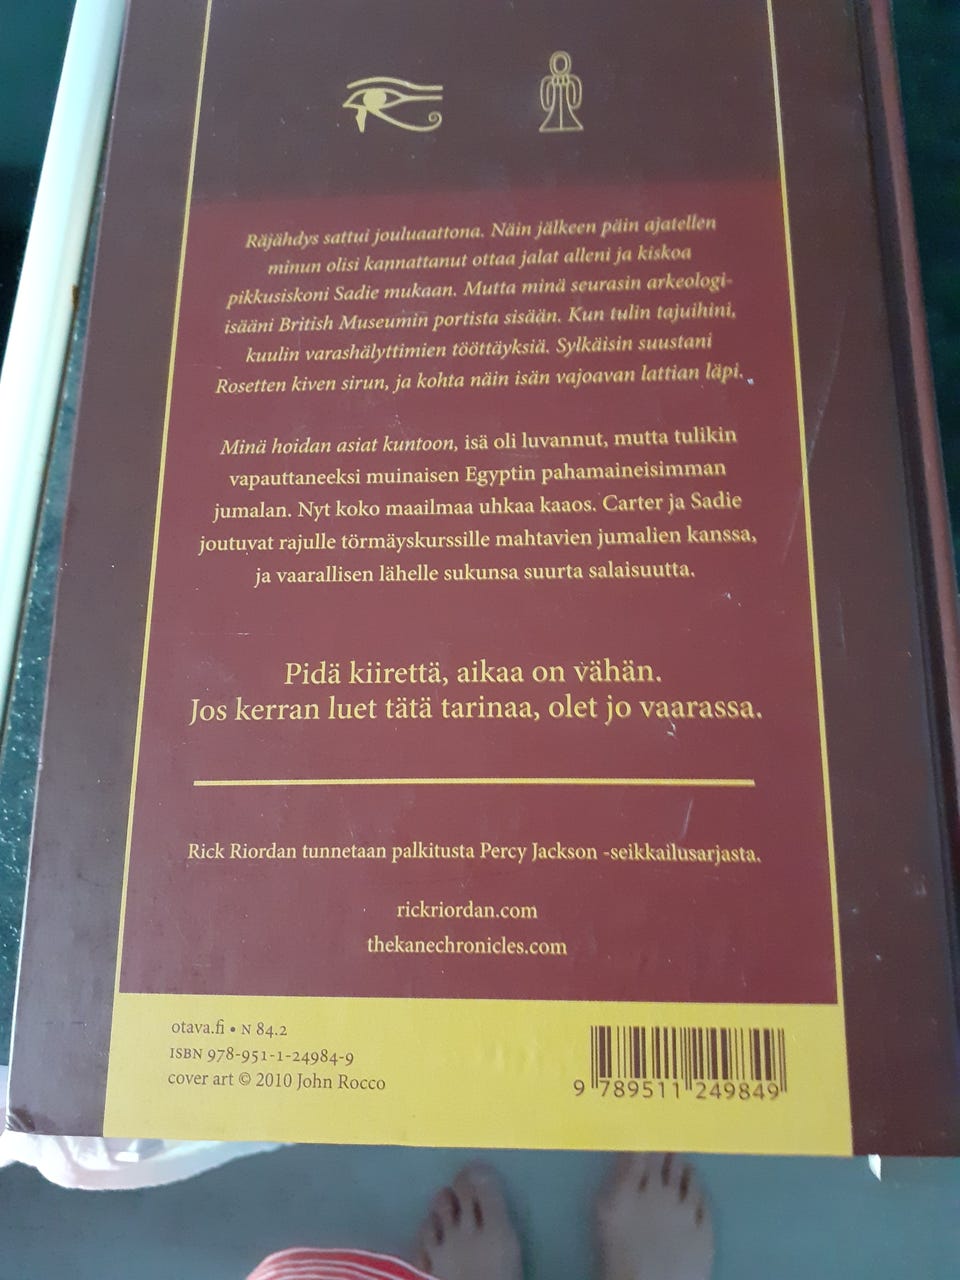 Räjähdys sattui jouluaattona. Näin jälkeen päin ajatellen
minun olisi kannattanut ottaa jalat alleni ja kiskoa
pikkusiskoni Sadie mukaan. Mutta minä seurasin arkeologi-
isääni British Museumin portista sisään. Kun tulin tajuihini,
kuulin varashälyttimien tööttäyksiä. Sylkäisin suustani
Rosetten kiven sirun, ja kohta näin isän vajoavan lattian läpi.
Minä hoidan asiat kuntoon, isä oli luvannut, mutta tulikin
vapauttaneeksi muinaisen Egyptin pahamaineisimman
jumalan. Nyt koko maailmaa uhkaa kaaos. Carter ja Sadie
joutuvat rajulle törmäyskurssille mahtavien jumalien kanssa,
ja vaarallisen lähelle sukunsa suurta salaisuutta.
Pidä kiirettä, aikaa on vähän.
Jos kerran luet tätä tarinaa, olet jo vaarassa.
Rick Riordan tunnetaan palkitusta Percy Jackson -seikkailusarjasta.
rickriordan.com
thekanechronicles.com
otava.fi • N 84.2
ISBN 978-951-1-24984-9
cover art © 2010 John Rocco
9 789511 249849